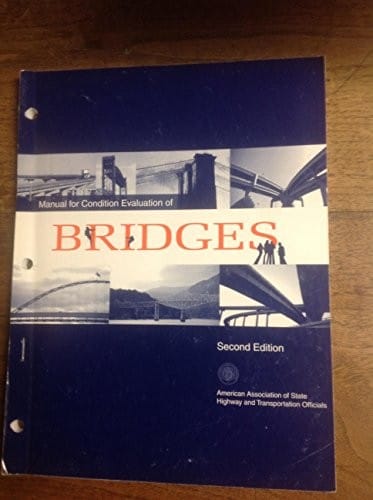 Manual for Condition Evaluation of
BRIDGES
Second Edition
American Association of State
Highway and Transportation Officials